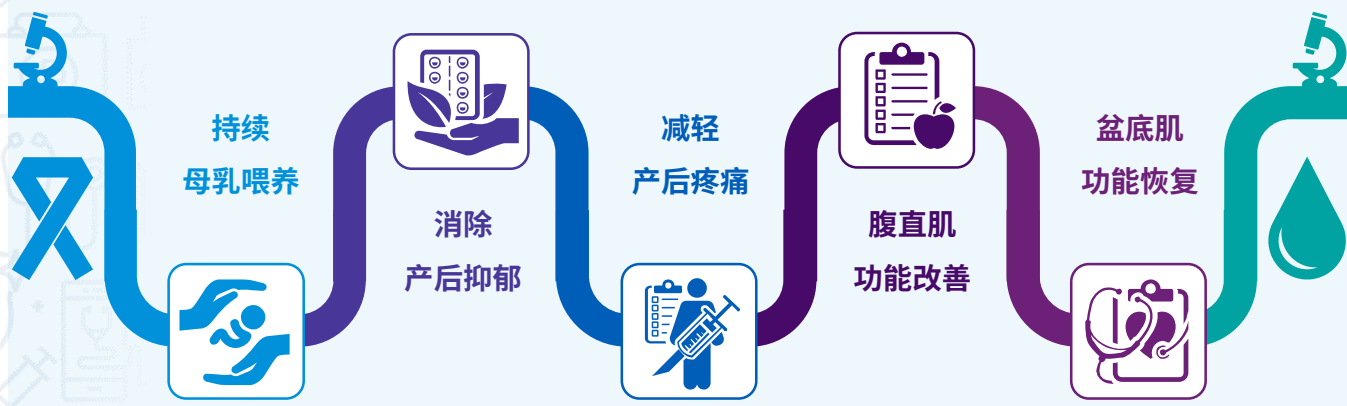 持续
母乳喂养
消除
产后抑郁
减轻
产后疼痛
腹直肌
功能改善
盆底肌
功能恢复